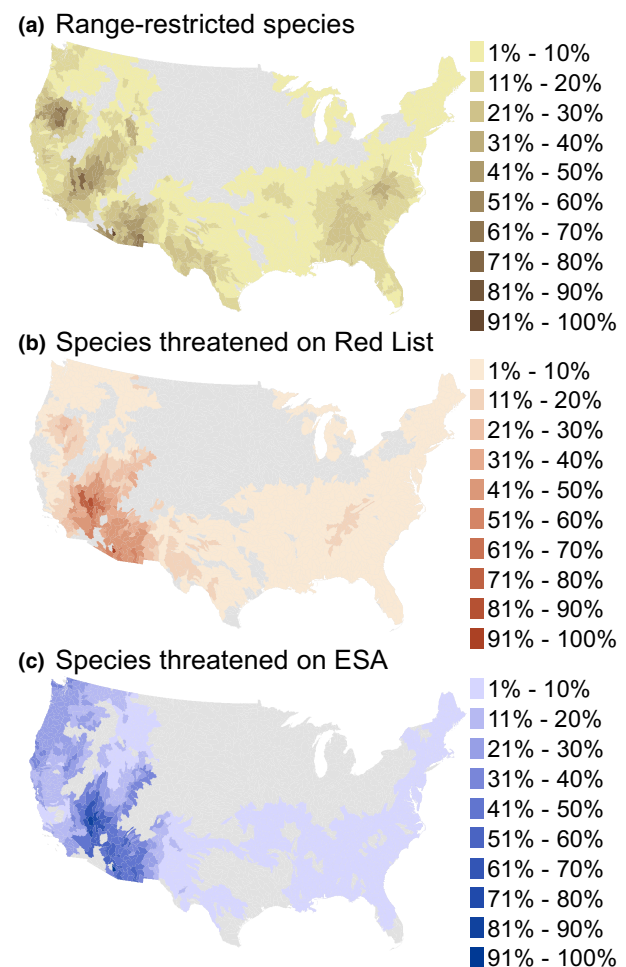 (a) Range-restricted species
1% - 10%
11% - 20%
21% - 30%
31% - 40%
41% - 50%
51% - 60%
61% - 70%
71% - 80%
81% - 90%
91% - 100%
(b) Species threatened on Red List
1% - 10%
11% - 20%
21% - 30%
31% - 40%
41% - 50%
51% - 60%
61% - 70%
71% - 80%
81% - 90%
91% - 100%
(c) Species threatened on ESA
1% - 10%
11% - 20%
21% - 30%
31% - 40%
41% - 50%
51% - 60%
61% - 70%
71% - 80%
81% - 90%
91% - 100%